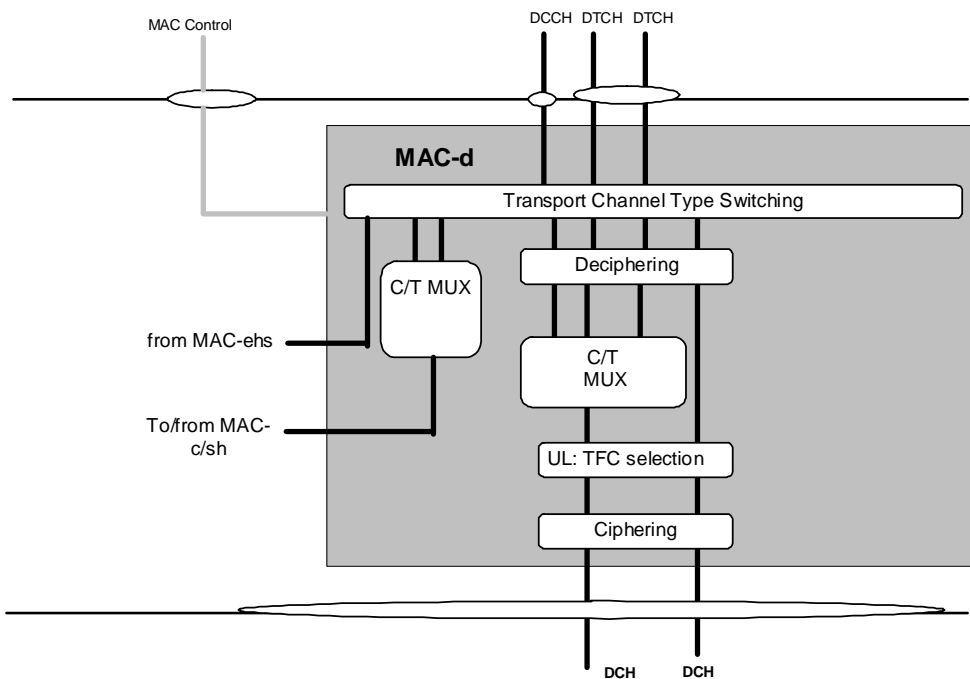 MAC Control
DCCH DTCH DTCH
MAC-d
Transport Channel Type Switching
Deciphering
C/T MUX
from MAC-ehs
C/T
MUX
To/from MAC-
c/sh
UL: TFC selection
Ciphering
DCH
DCH